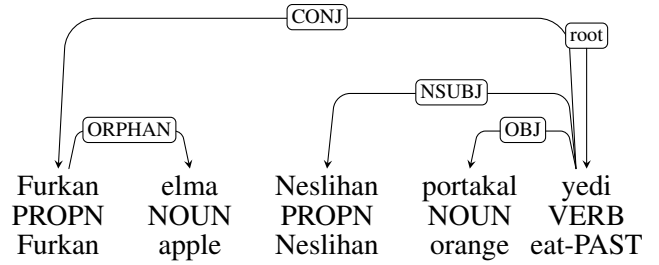 CONJ
root
NSUBJ
ORPHAN
OBJ
Furkan elma Neslihan portakal yedi
PROPN NOUN PROPN NOUN VERB
Furkan apple Neslihan orange eat-PAST